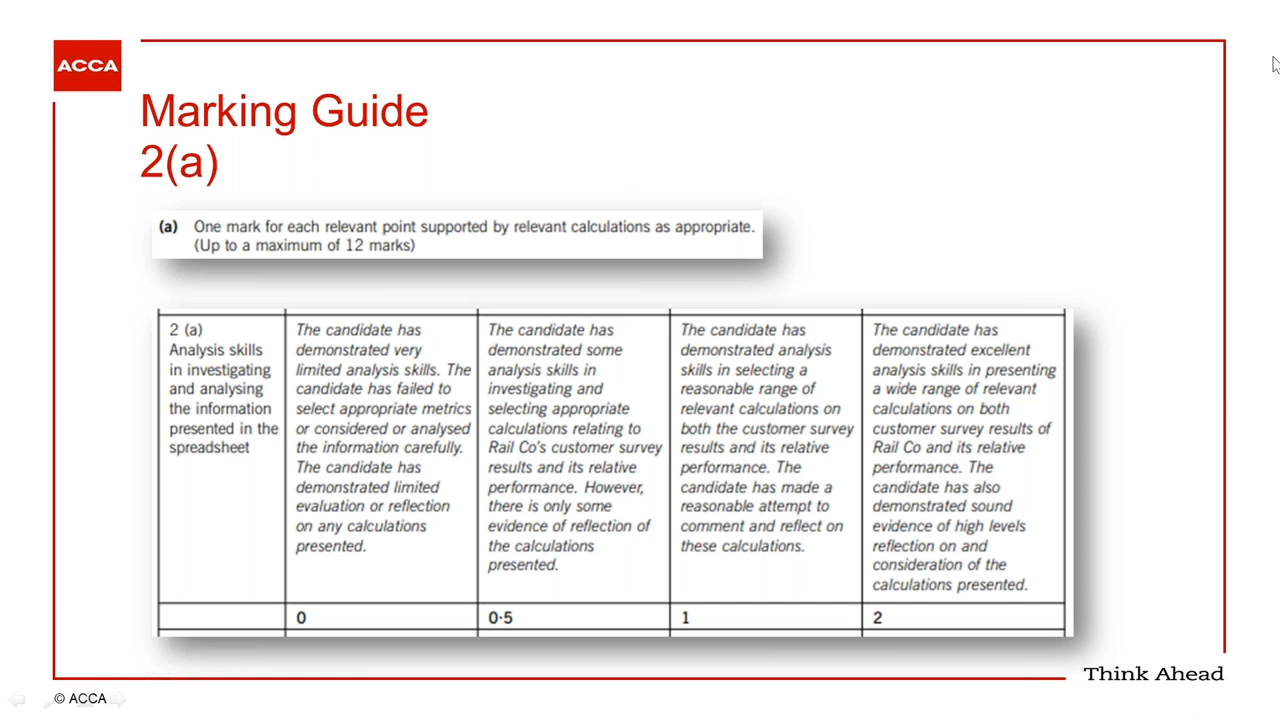 ACCA
Marking Guide
2(a)
(a) One mark for each relevant point supported by relevant calculations as appropriate.
(Up to a maximum of 12 marks)
2 (a)
Analysis skills
in investigating
and analysing
the information
presented in the
spreadsheet
The candidate has
demonstrated very
limited analysis skills. The
candidate has failed to
select appropriate metrics
or considered or analysed
the information carefully.
The candidate has
demonstrated limited
evaluation or reflection
on any calculations
presented.
The candidate has
demonstrated some
analysis skills in
investigating and
selecting appropriate
calculations relating to
Rail Co's customer survey
results and its relative
performance. However,
there is only some
evidence of reflection of
the calculations
presented.
The candidate has
demonstrated analysis
skills in selecting a
reasonable range of
relevant calculations on
both the customer survey
results and its relative
performance. The
candidate has made a
reasonable attempt to
comment and reflect on
these calculations.
The candidate has
demonstrated excellent
analysis skills in presenting
a wide range of relevant
calculations on both
customer survey results of
Rail Co and its relative
performance. The
candidate has also
demonstrated sound
evidence of high levels
reflection on and
consideration of the
calculations presented.
0
0·5
1
2
Think Ahead
© ACCA